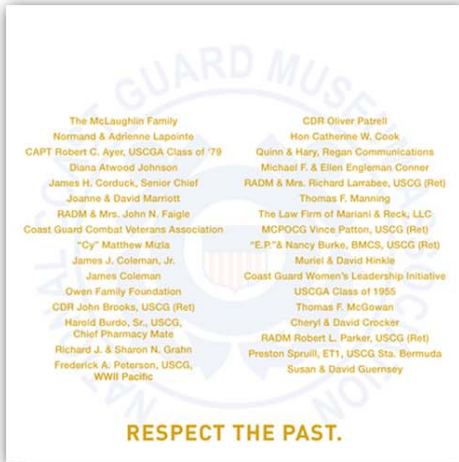 NATIONAL COAST GUARD MUSEUM ASSOCIATION
The McLaughlin Family
Normand & Adrienne Lapointe
CAPT Robert C. Ayer, USCGA Class of '79
Diana Atwood Johnson
James H. Corduck, Senior Chief
Joanne & David Marriott
RADM & Mrs. John N. Faigle
Coast Guard Combat Veterans Association
"Cy" Matthew Mizla
James J. Coleman, Jr.
James Coleman
Owen Family Foundation
CDR John Brooks, USCG (Ret)
Harold Burdo, Sr., USCG,
Chief Pharmacy Mate
Richard J. & Sharon N. Grahn
Frederick A. Peterson, USCG,
WWII Pacific
CDR Oliver Patrell
Hon Catherine W. Cook
Quinn & Hary, Regan Communications
Michael F. & Ellen Engleman Conner
RADM & Mrs. Richard Larrabee, USCG (Ret)
Thomas F. Manning
The Law Firm of Mariani & Reck, LLC
MCPOCG Vince Patton, USCG (Ret)
"E.P."& Nancy Burke, BMCS, USCG (Ret)
Muriel & David Hinkle
Coast Guard Women's Leadership Initiative
USCGA Class of 1955
Thomas F. McGowan
Cheryl & David Crocker
RADM Robert L. Parker, USCG (Ret)
Preston Spruill, ET1, USCG Sta. Bermuda
Susan & David Guernsey
RESPECT THE PAST.